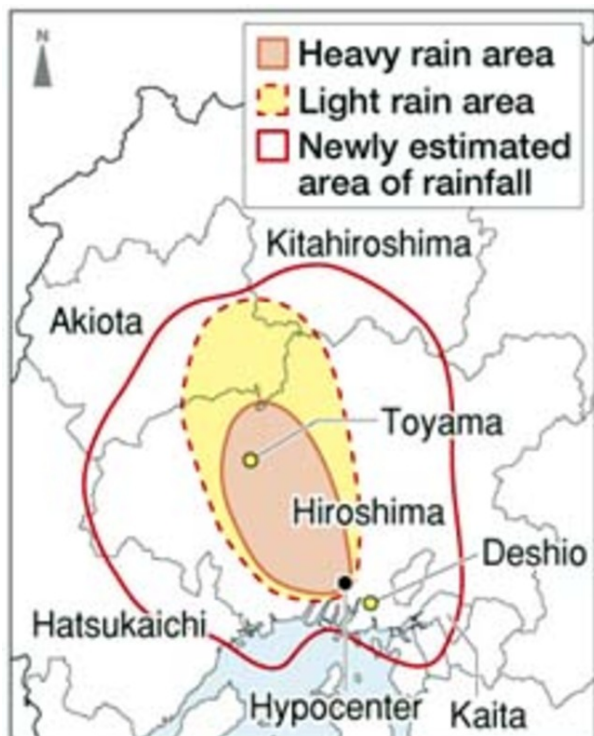 N
Heavy rain area
Light rain area
Newly estimated
area of rainfall
Kitahiroshima
Akiota
Toyama
Hiroshima
Deshio
Hatsukaichi
Hypocenter
Kaita